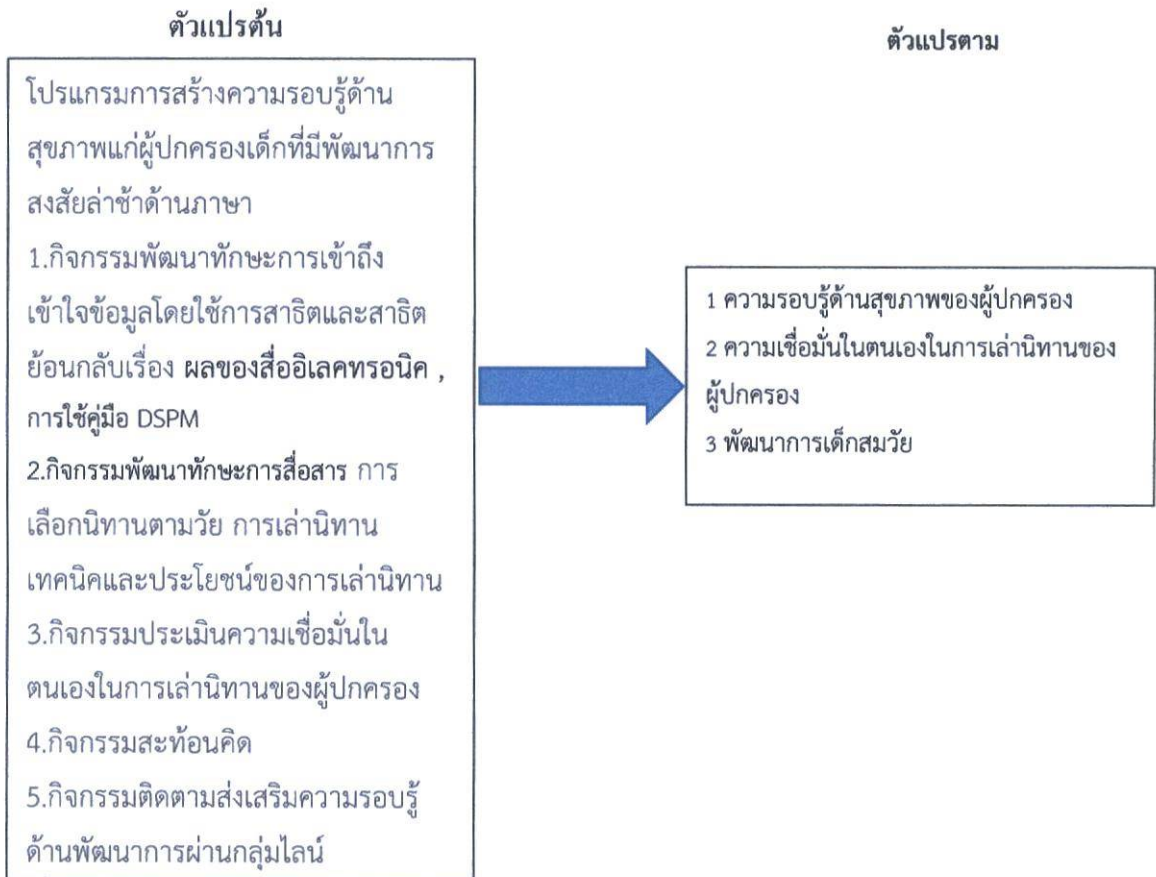 ตัวแปรต้น
ตัวแปรตาม
โปรแกรมการสร้างความรอบรู้ด้าน
สุขภาพแก่ผู้ปกครองเด็กที่มีพัฒนาการ
สงสัยล่าช้าด้านภาษา
1.กิจกรรมพัฒนาทักษะการเข้าถึง
เข้าใจข้อมูลโดยใช้การสาธิตและสาธิต
ย้อนกลับเรื่อง ผลของสื่ออิเลคทรอนิค ,
การใช้คู่มือ DSPM
2.กิจกรรมพัฒนาทักษะการสื่อสาร การ
เลือกนิทานตามวัย การเล่านิทาน
เทคนิคและประโยชน์ของการเล่านิทาน
3.กิจกรรมประเมินความเชื่อมั่นใน
ตนเองในการเล่านิทานของผู้ปกครอง
4.กิจกรรมสะท้อนคิด
5.กิจกรรมติดตามส่งเสริมความรอบรู้
ด้านพัฒนาการผ่านกลุ่มไลน์
1 ความรอบรู้ด้านสุขภาพของผู้ปกครอง
2 ความเชื่อมั่นในตนเองในการเล่านิทานของ
ผู้ปกครอง
3 พัฒนาการเด็กสมวัย